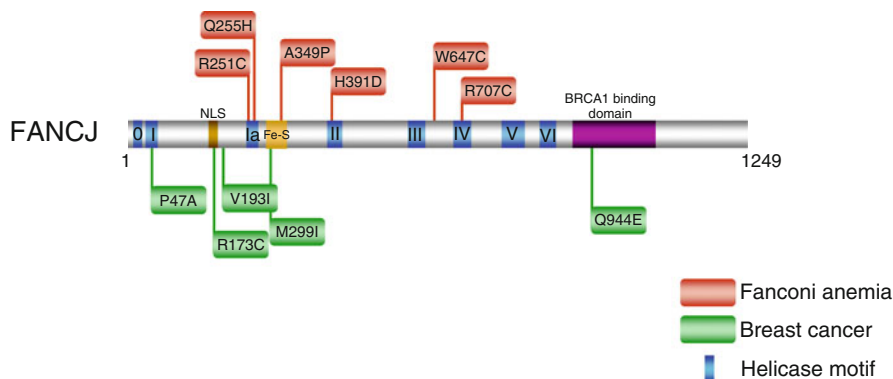 Q255H
R251C
A349P
H391D
W647C
R707C
NLS
BRCA1 binding
domain
FANCJ
0 I Ia Fe-S II III IV V VI
1
1249
P47A
V193I
R173C
M299I
Q944E
Fanconi anemia
Breast cancer
Helicase motif